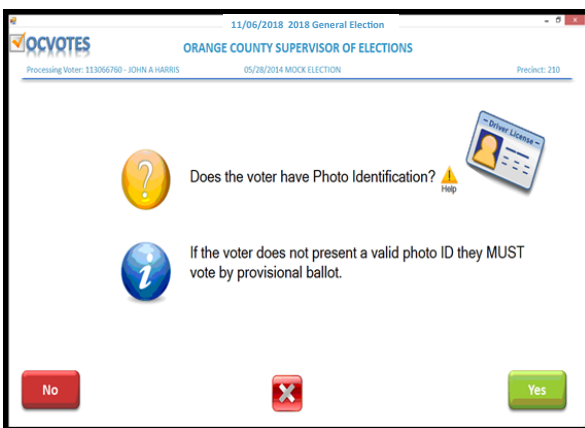 11/06/2018 2018 General Election
OCVOTES
ORANGE COUNTY SUPERVISOR OF ELECTIONS
Processing Voter: 113066760 - JOHN A HARRIS 05/28/2014 MOCK ELECTION Precinct: 210
Driver License
Does the voter have Photo Identification?
Help
If the voter does not present a valid photo ID they MUST
vote by provisional ballot.
No
Yes